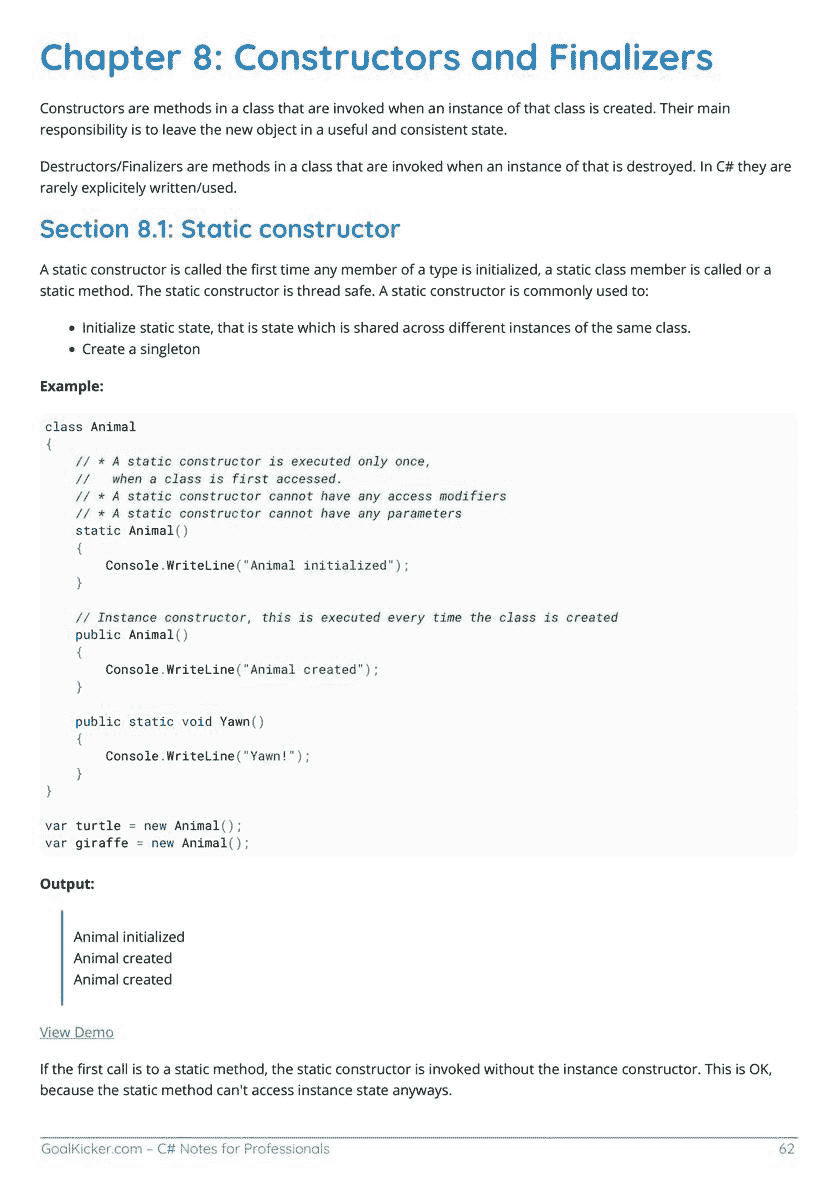 Chapter 8: Constructors and Finalizers
Constructors are methods in a class that are invoked when an instance of that class is created. Their main
responsibility is to leave the new object in a useful and consistent state.
Destructors/Finalizers are methods in a class that are invoked when an instance of that is destroyed. In C# they are
rarely explicitely written/used.
Section 8.1: Static constructor
A static constructor is called the first time any member of a type is initialized, a static class member is called or a
static method. The static constructor is thread safe. A static constructor is commonly used to:
• Initialize static state, that is state which is shared across different instances of the same class.
• Create a singleton
Example:
class Animal
{
    // * A static constructor is executed only once,
    //   when a class is first accessed.
    // * A static constructor cannot have any access modifiers
    // * A static constructor cannot have any parameters
    static Animal()
    {
        Console.WriteLine("Animal initialized");
    }
    // Instance constructor, this is executed every time the class is created
    public Animal()
    {
        Console.WriteLine("Animal created");
    }
    public static void Yawn()
    {
        Console.WriteLine("Yawn!");
    }
}
var turtle = new Animal();
var giraffe = new Animal();
Output:
Animal initialized
Animal created
Animal created
View Demo
If the first call is to a static method, the static constructor is invoked without the instance constructor. This is OK,
because the static method can't access instance state anyways.
GoalKicker.com – C# Notes for Professionals 62